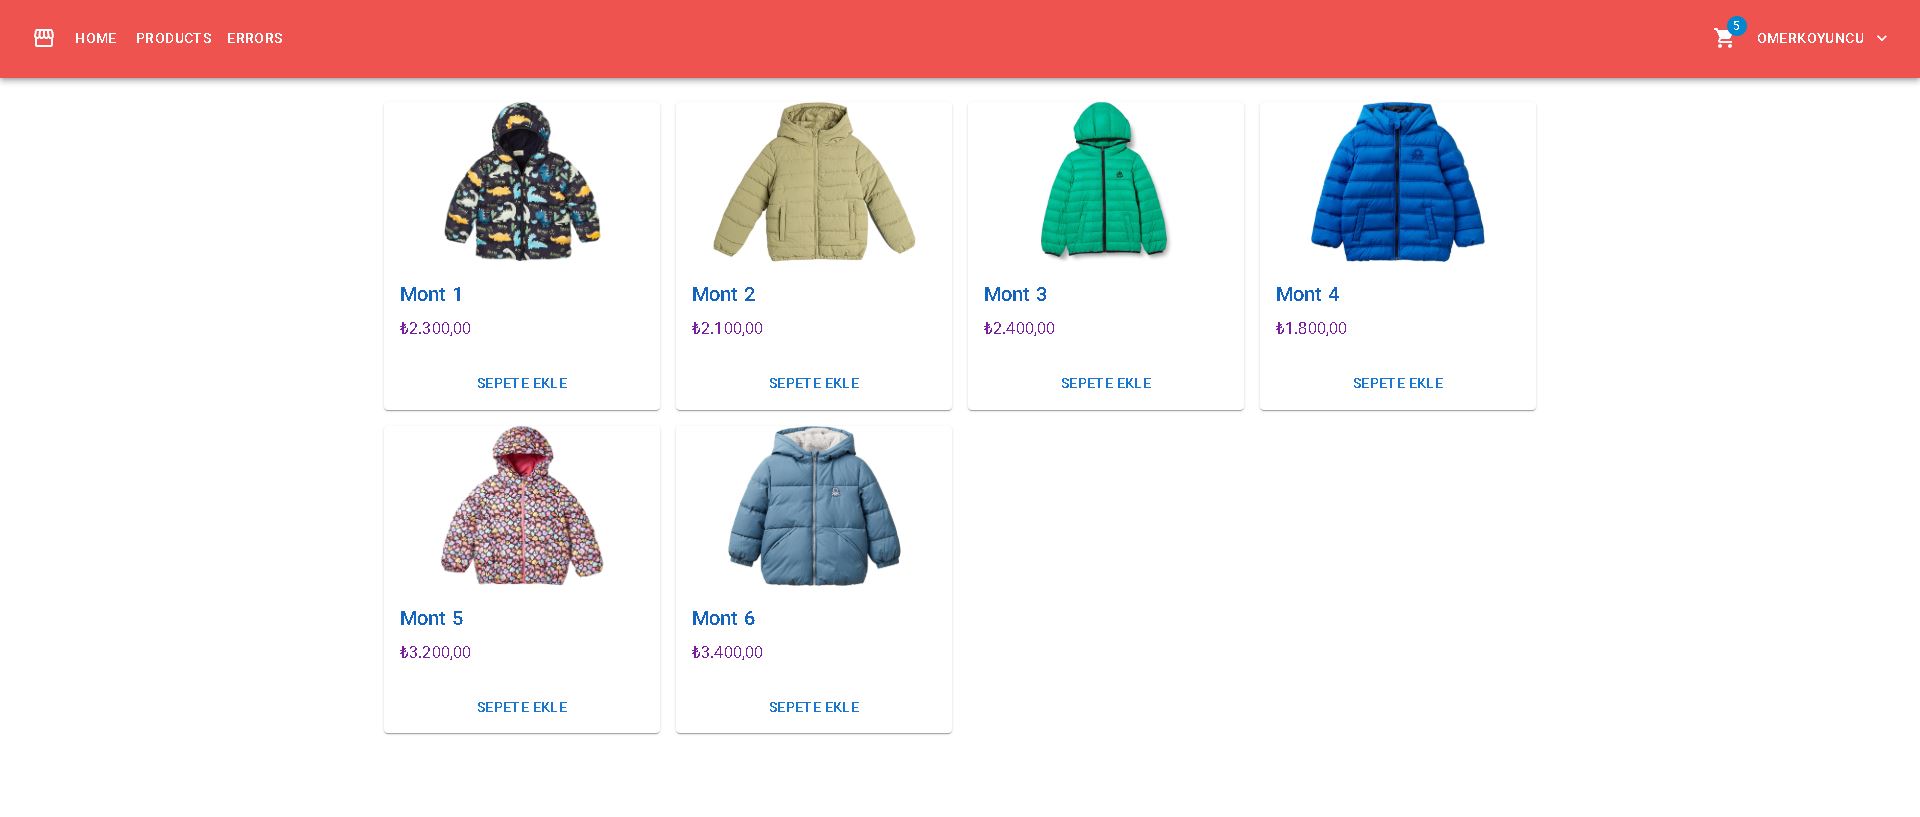 HOME PRODUCTS ERRORS 5 OMERKOYUNCU
Mont 1
₺2.300,00
SEPETE EKLE
Mont 2
₺2.100,00
SEPETE EKLE
Mont 3
₺2.400,00
SEPETE EKLE
Mont 4
₺1.800,00
SEPETE EKLE
Mont 5
₺3.200,00
SEPETE EKLE
Mont 6
₺3.400,00
SEPETE EKLE